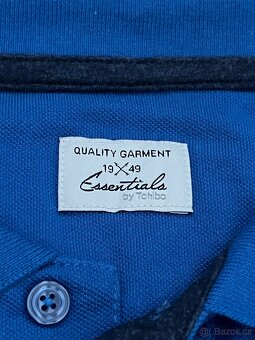 QUALITY GARMENT
19 49
Essentials
by Tchibo
Bazos.cz